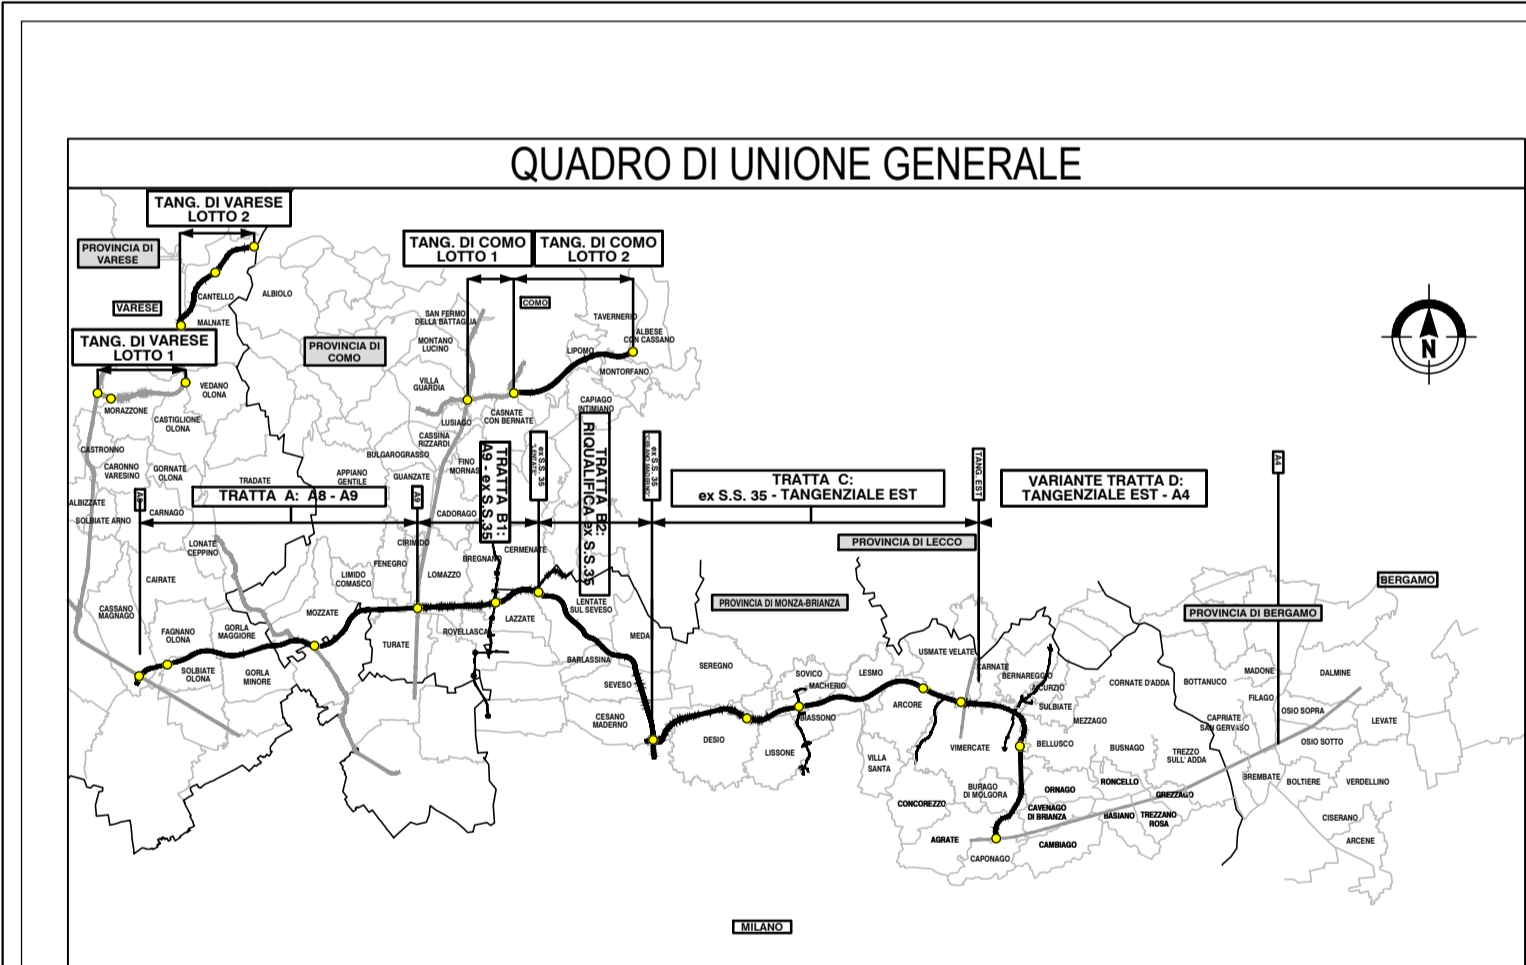 QUADRO DI UNIONE GENERALE
TANG. DI VARESE
LOTTO 2
PROVINCIA DI
VARESE
TANG. DI COMO
LOTTO 1
TANG. DI COMO
LOTTO 2
CANTELLO
ALBIOLO
VARESE
MALNATE
COMO
SAN FERMO
DELLA BATTAGLIA
TAVERNERIO
ALBESE
CON CASSANO
TANG. DI VARESE
LOTTO 1
PROVINCIA DI
COMO
MONTANO
LUCINO
LIPOMO
MONTORFANO
N
VEDANO
OLONA
VILLA
GUARDIA
MORAZZONE
CASTIGLIONE
OLONA
LUSIAGO
CASNATE
CON BERNATE
CAPIAGO
INTIMIANO
CASTRONNO
CASSINA
RIZZARDI
BULGAROGRASSO
CARONNO
VARESINO
GORNATE
OLONA
TRADATE
APPIANO
GENTILE
GUANZATE
FINO
MORNAS
TRATTA B1:
A9 - ex S.S.35
ex S.S. 35
TRATTA B2:
RIQUALIFICA ex S.S.35
ex S.S. 35
TRATTA C:
ex S.S. 35 - TANGENZIALE EST
TANG. EST
VARIANTE TRATTA D:
TANGENZIALE EST - A4
A4
ALBIZZATE
TRATTA A: A8 - A9
A9
SOLBIATE ARNO
CARNAGO
CADORAGO
LONATE
CEPPINO
CIRIMIDO
CERMENATE
BREGNANO
PROVINCIA DI LECCO
FENEGRO
LOMAZZO
CAIRATE
LIMIDO
COMASCO
BERGAMO
CASSANO
MAGNAGO
MOZZATE
LENTATE
SUL SEVESO
PROVINCIA DI MONZA-BRIANZA
PROVINCIA DI BERGAMO
LAZZATE
FAGNANO
OLONA
GORLA
MAGGIORE
TURATE
ROVELLASCA
MEDA
SOLBIATE
OLONA
GORLA
MINORE
BARLASSINA
SEREGNO
USMATE VELATE
CARNATE
BERNAREGGIO
SEVESO
SOVICO
MACHERIO
LESMO
CORNATE D'ADDA
BOTTANUCO
MADONE
DALMINE
ARCORE
SULBIATE
FILAGO
OSIO SOPRA
CESANO
MADERNO
BIASSONO
MEZZAGO
CAPRIATE
SAN GERVASO
LEVATE
DESIO
LISSONE
VIMERCATE
BELLUSCO
BUSNAGO
OSIO SOTTO
VILLA
SANTA
TREZZO
SULL' ADDA
BURAGO
DI MOLGORA
ORNAGO
RONCELLO
BREMBATE
BOLTIERE
VERDELLINO
CONCOREZZO
CAVENAGO
DI BRIANZA
GREZZAGO
BASIANO
TREZZANO
ROSA
CISERANO
AGRATE
CAMBIAGO
ARCENE
CAPONAGO
MILANO